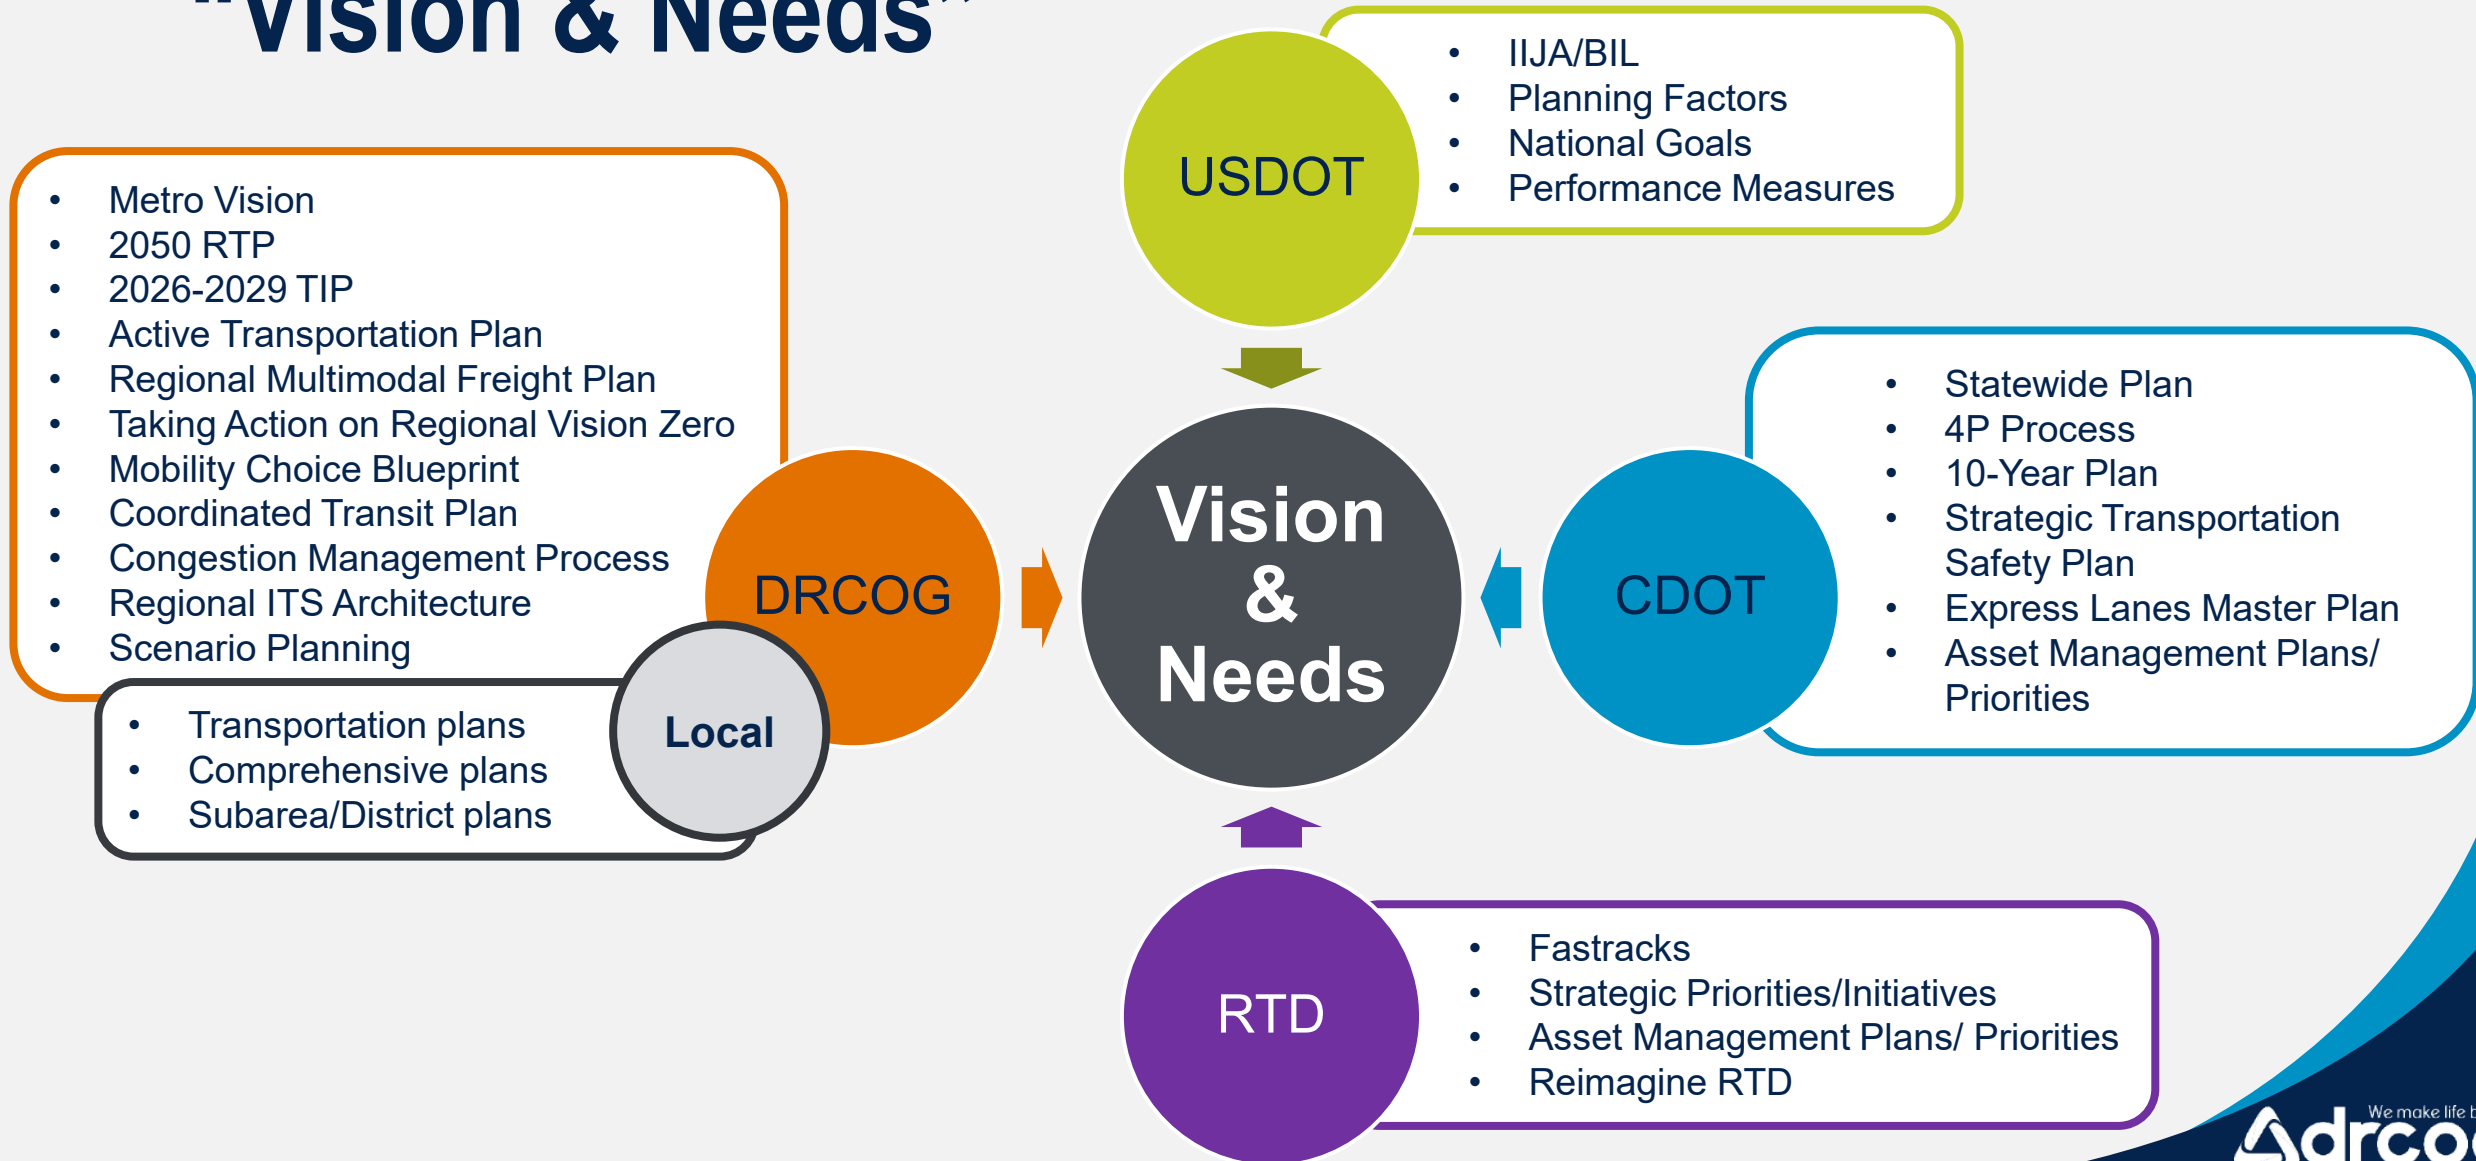 "Vision & Needs"
• IIJA/BIL
• Planning Factors
• National Goals
• Performance Measures
USDOT
• Metro Vision
• 2050 RTP
• 2026-2029 TIP
• Active Transportation Plan
• Regional Multimodal Freight Plan
• Taking Action on Regional Vision Zero
• Mobility Choice Blueprint
• Coordinated Transit Plan
• Congestion Management Process
• Regional ITS Architecture
• Scenario Planning
DRCOG
• Transportation plans
• Comprehensive plans
• Subarea/District plans
Local
Vision
&
Needs
CDOT
• Statewide Plan
• 4P Process
• 10-Year Plan
• Strategic Transportation
Safety Plan
• Express Lanes Master Plan
• Asset Management Plans/
Priorities
RTD
• Fastracks
• Strategic Priorities/Initiatives
• Asset Management Plans/ Priorities
• Reimagine RTD
We make life
drco